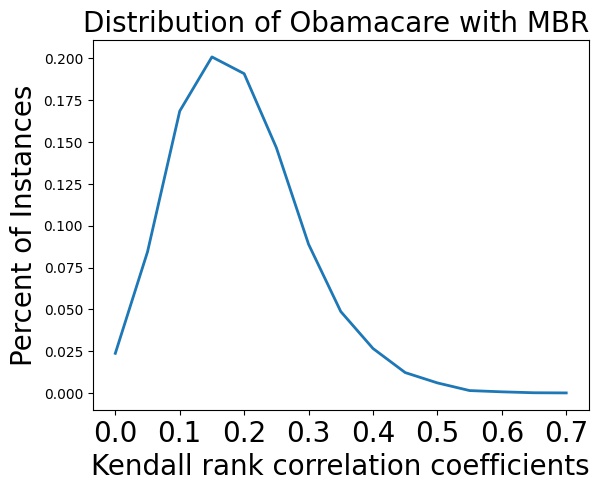 Distribution of Obamacare with MBR
Percent of Instances
0.200
0.175
0.150
0.125
0.100
0.075
0.050
0.025
0.000
0.0 0.1 0.2 0.3 0.4 0.5 0.6 0.7
Kendall rank correlation coefficients